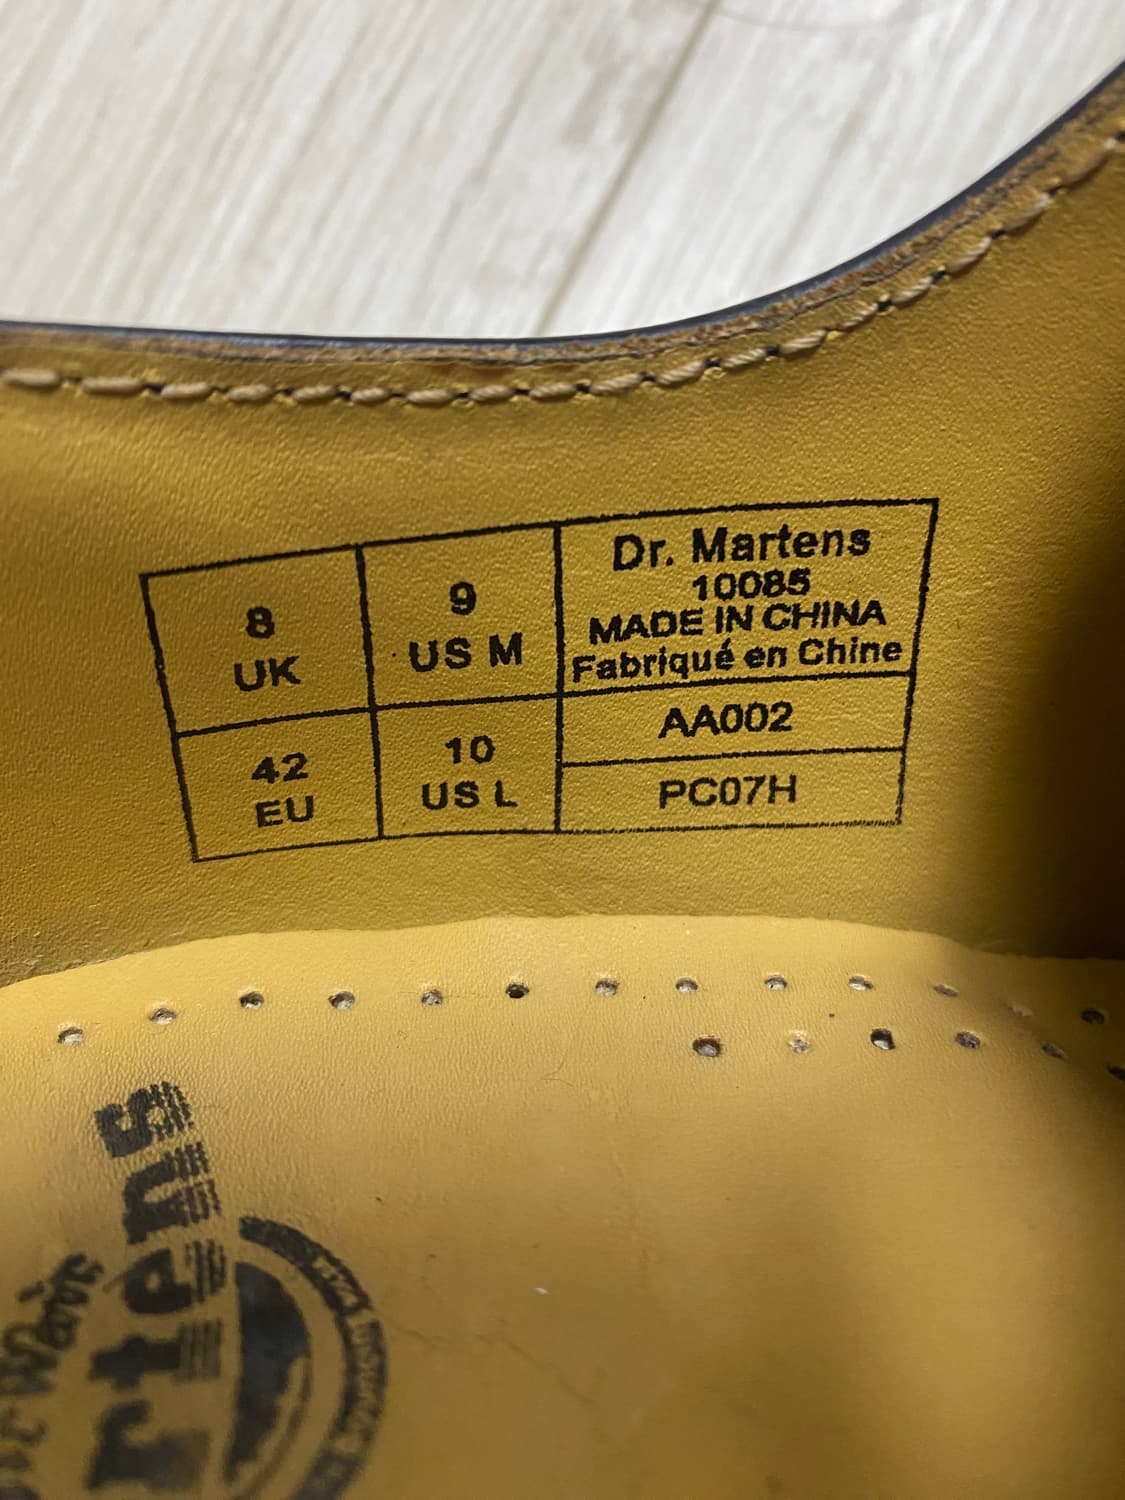 8
UK
9
US M
Dr. Martens
10085
MADE IN CHINA
Fabriqué en Chine
42
EU
10
US L
AA002
PC07H